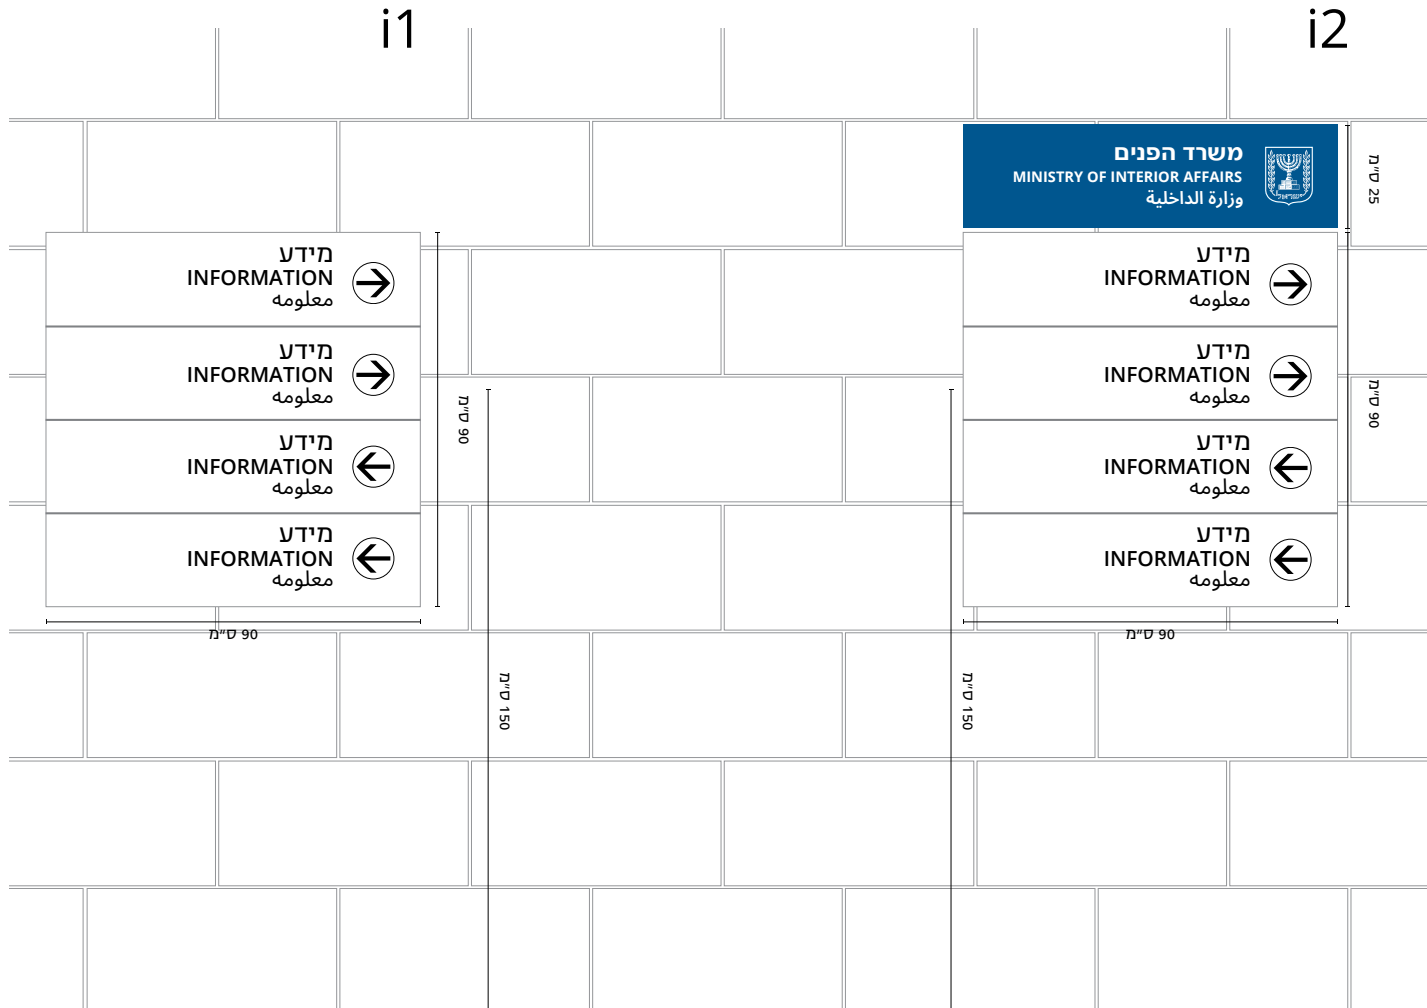 i1
i2
משרד הפנים
MINISTRY OF INTERIOR AFFAIRS
وزارة الداخلية
25 ס״מ
מידע
INFORMATION
معلومه
מידע
INFORMATION
معلومه
מידע
INFORMATION
معلومه
מידע
INFORMATION
معلومه
90 ס״מ
90 ס״מ
150 ס״מ
מידע
INFORMATION
معلومه
מידע
INFORMATION
معلومه
מידע
INFORMATION
معلومه
מידע
INFORMATION
معلومه
90 ס״מ
90 ס״מ
150 ס״מ